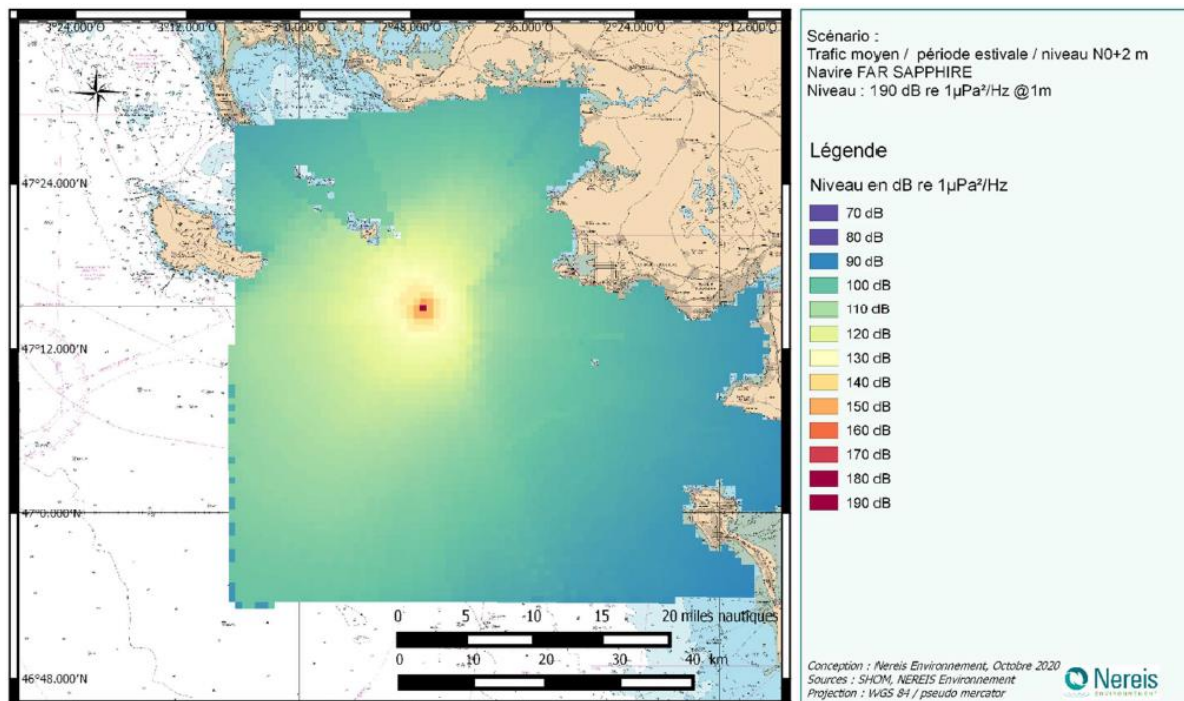 3°24.000'O 3°12.000'O 3°0.000'O 2°48.000'O 2°36.000'O 2°24.000'O 2°12.000'O
47°24.000'N
47°12.000'N
47°0.000'N
46°48.000'N
0 5 10 15 20 miles nautiques
0 10 20 30 40 km
Scénario :
Trafic moyen / période estivale / niveau N0+2 m
Navire FAR SAPPHIRE
Niveau : 190 dB re 1µPa²/Hz @1m
Légende
Niveau en dB re 1µPa²/Hz
70 dB
80 dB
90 dB
100 dB
110 dB
120 dB
130 dB
140 dB
150 dB
160 dB
170 dB
180 dB
190 dB
Conception : Nereis Environnement, Octobre 2020
Sources : SHOM, NEREIS Environnement
Projection : WGS 84 / pseudo mercator
Nereis
ENVIRONNEMENT